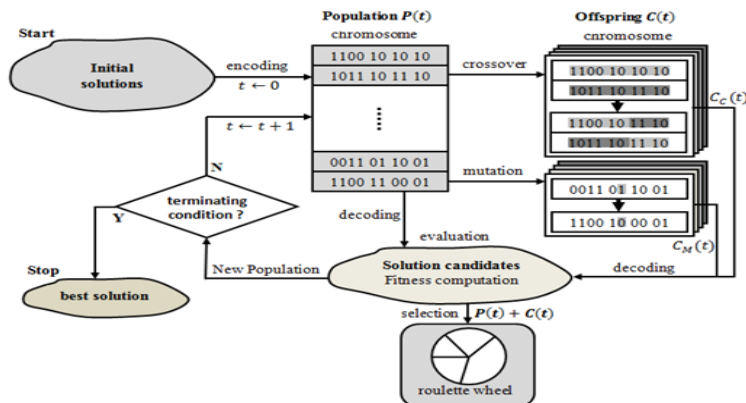 Start
Initial
solutions
encoding
t ← 0
Population P(t)
cnromosome
1100 10 10 10
1011 10 11 10
0011 01 10 01
1100 11 00 01
crossover
mutation
Offspring C(t)
cnromosome
1100 10 10 10
1011 10 11 10
1100 10 11 10
1011 10 11 10
C_C(t)
0011 01 10 01
1100 10 00 01
C_M(t)
t ← t + 1
N
terminating
condition ?
Y
Stop
best solution
New Population
decoding
evaluation
Solution candidates
Fitness computation
decoding
selection
P(t) + C(t)
roulette wheel